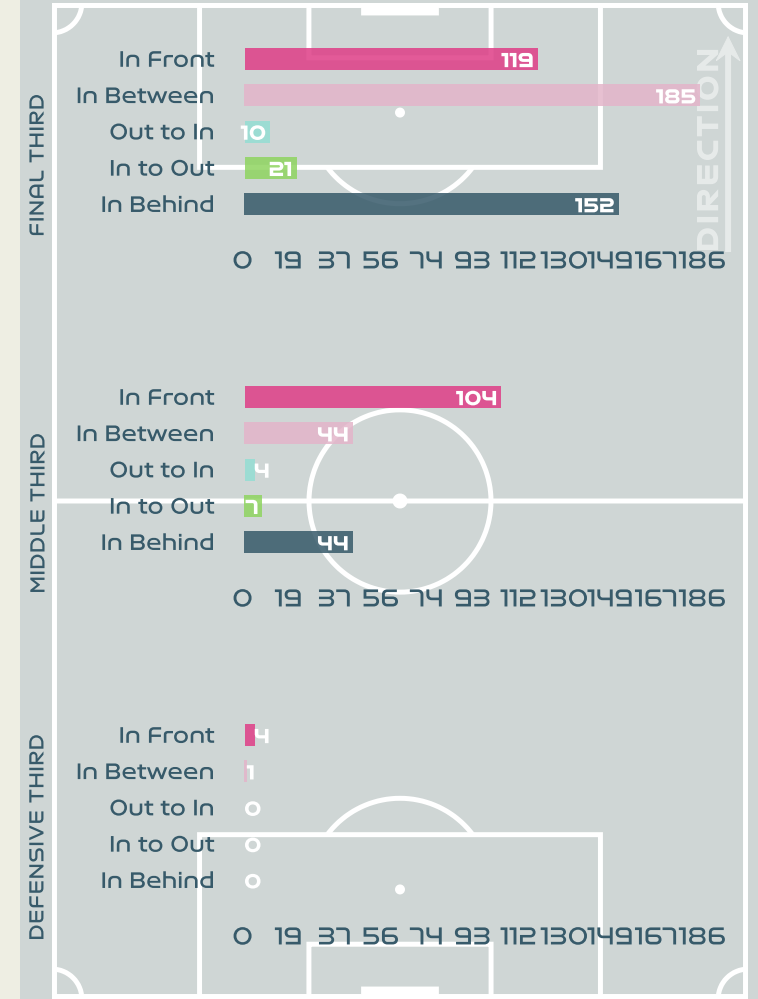 FINAL THIRD
In Front 119
In Between 185
Out to In 10
In to Out 21
In Behind 152
0 19 37 56 74 93 112 130 149 167 186
DIRECTION
MIDDLE THIRD
In Front 104
In Between 44
Out to In 4
In to Out 7
In Behind 44
0 19 37 56 74 93 112 130 149 167 186
DEFENSIVE THIRD
In Front 4
In Between 1
Out to In 0
In to Out 0
In Behind 0
0 19 37 56 74 93 112 130 149 167 186